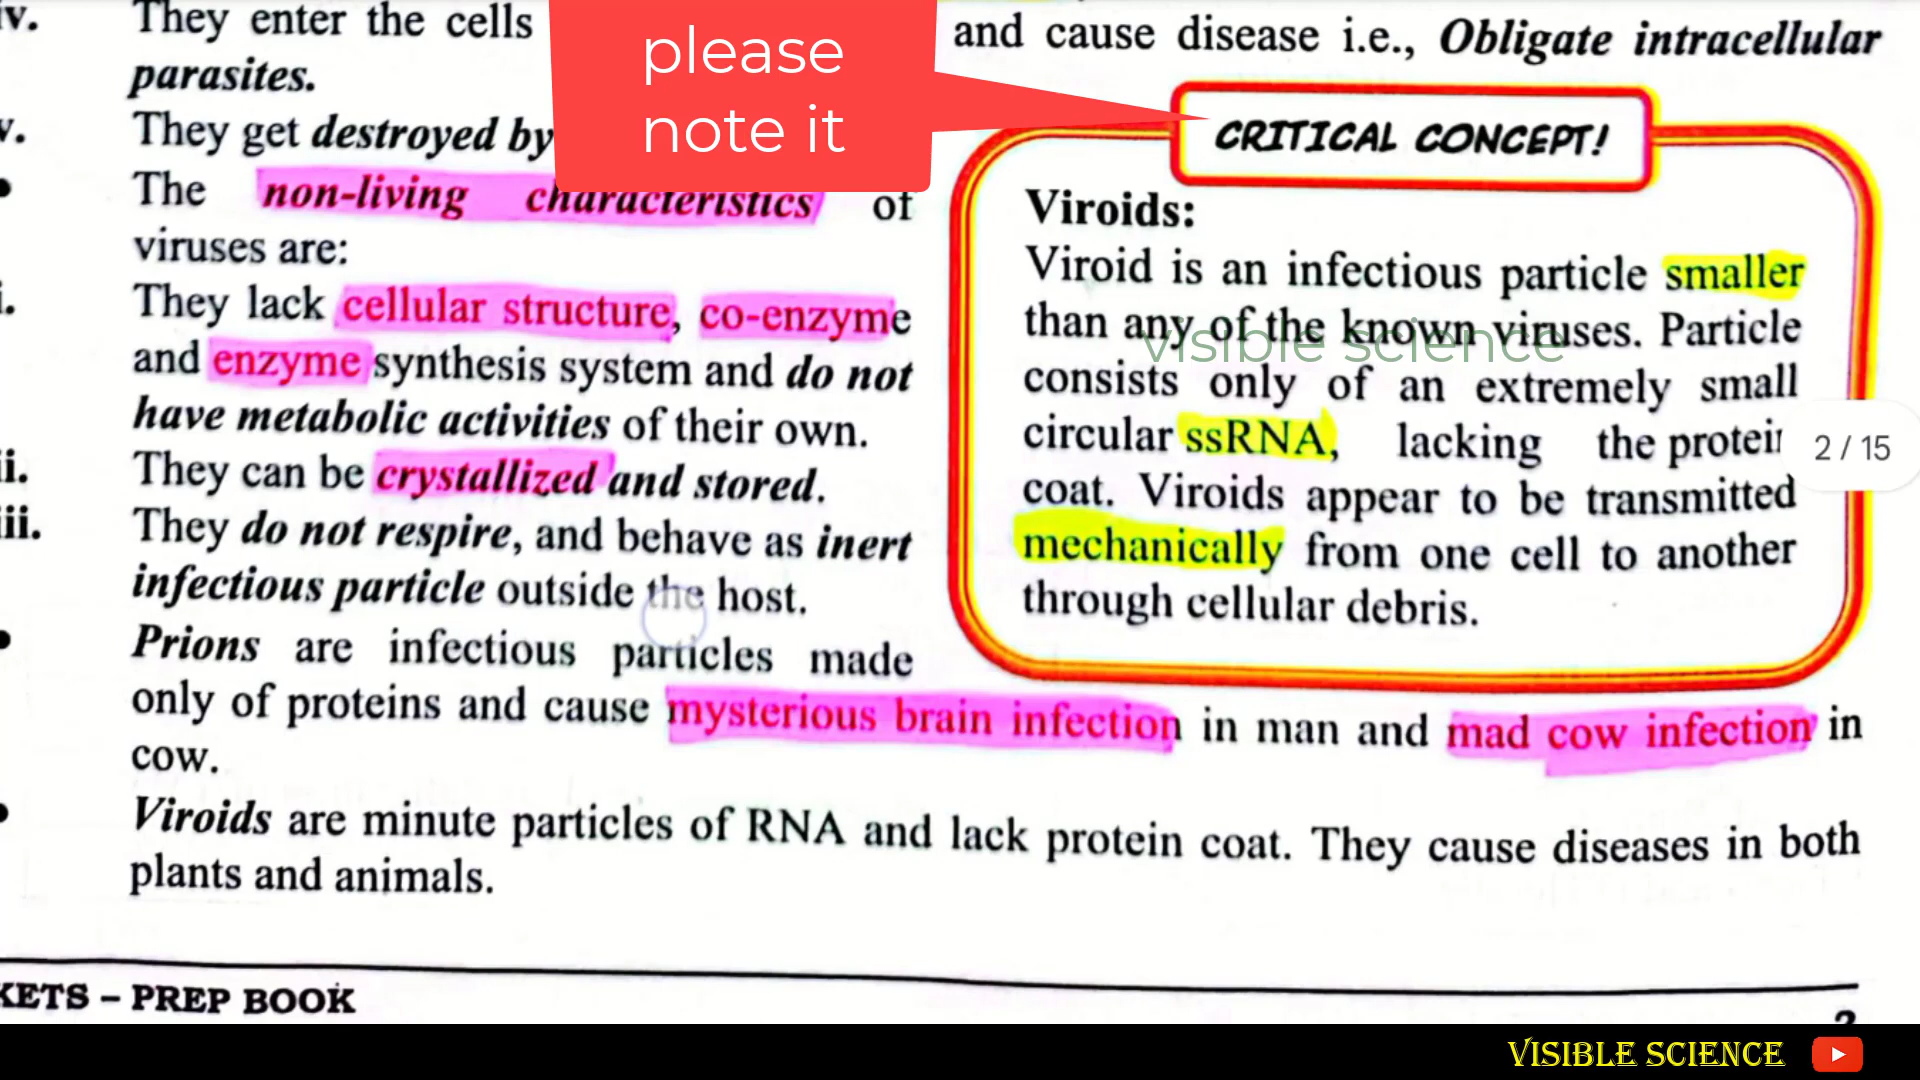 iv. They enter the cells and cause disease i.e., Obligate intracellular
parasites.
v. They get destroyed by
please
note it
CRITICAL CONCEPT!
• The non-living characteristics of
viruses are:
i. They lack cellular structure, co-enzyme
and enzyme synthesis system and do not
have metabolic activities of their own.
ii. They can be crystallized and stored.
iii. They do not respire, and behave as inert
infectious particle outside the host.
• Prions are infectious particles made
only of proteins and cause mysterious brain infection in man and mad cow infection in
cow.
Viroids:
Viroid is an infectious particle smaller
than any of the known viruses. Particle
consists only of an extremely small
circular ssRNA, lacking the protein
coat. Viroids appear to be transmitted
mechanically from one cell to another
through cellular debris.
visible science
2 / 15
• Viroids are minute particles of RNA and lack protein coat. They cause diseases in both
plants and animals.
KETS – PREP BOOK
VISIBLE SCIENCE